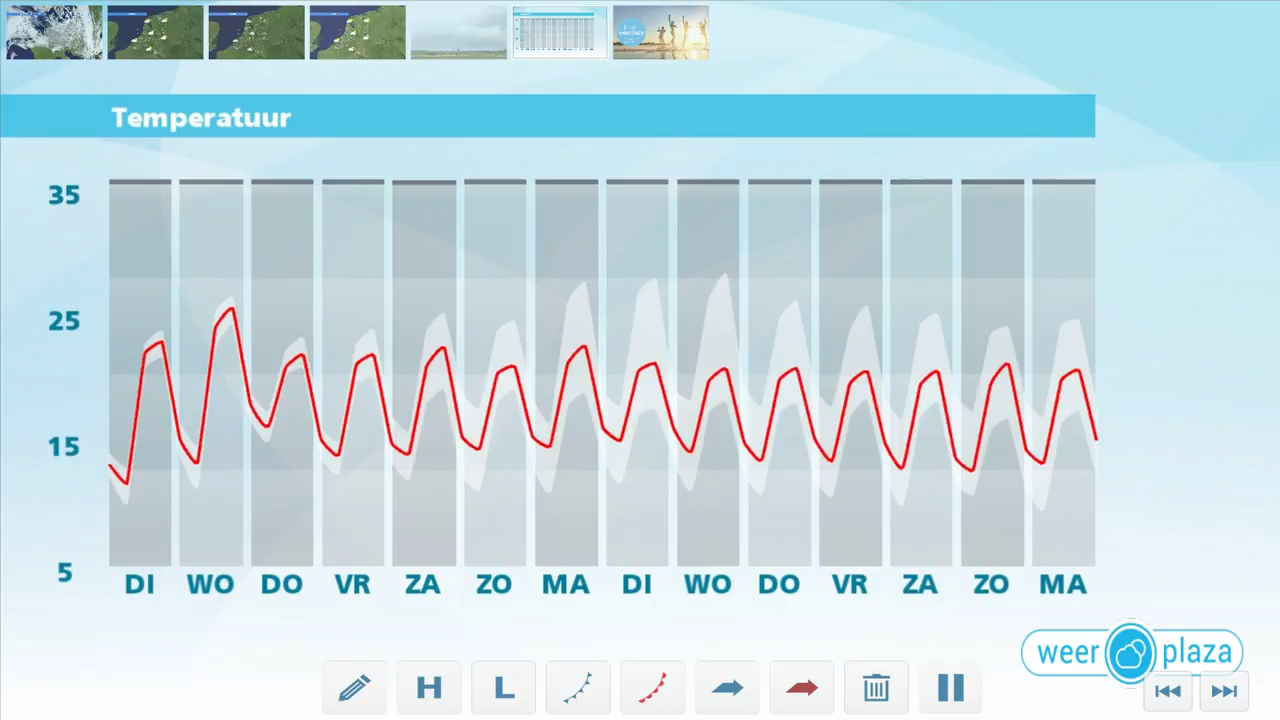 Temperatuur
35
25
15
5
DI WO DO VR ZA ZO MA DI WO DO VR ZA ZO MA
weer plaza
H L